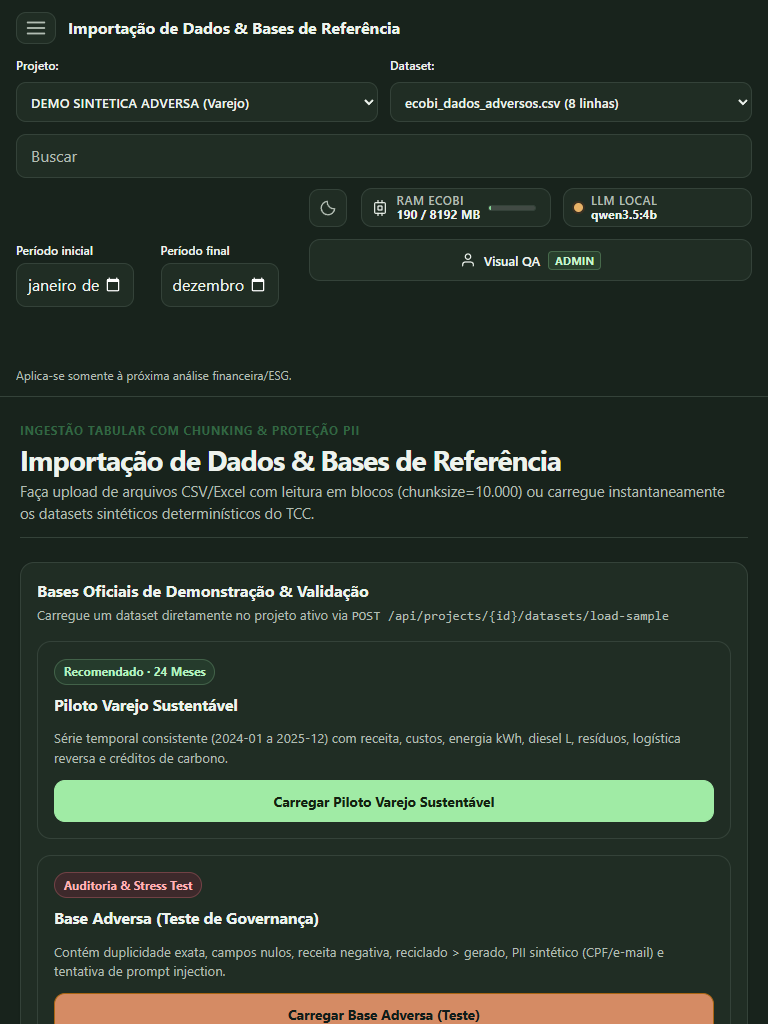 Importação de Dados & Bases de Referência
Projeto:
Dataset:
DEMO SINTETICA ADVERSA (Varejo)
ecobi_dados_adversos.csv (8 linhas)
Buscar
RAM ECOBI
190 / 8192 MB
LLM LOCAL
qwen3.5:4b
Período inicial
Período final
janeiro de
dezembro
Visual QA ADMIN
Aplica-se somente à próxima análise financeira/ESG.
INGESTÃO TABULAR COM CHUNKING & PROTEÇÃO PII
Importação de Dados & Bases de Referência
Faça upload de arquivos CSV/Excel com leitura em blocos (chunksize=10.000) ou carregue instantaneamente
os datasets sintéticos determinísticos do TCC.
Bases Oficiais de Demonstração & Validação
Carregue um dataset diretamente no projeto ativo via POST /api/projects/{id}/datasets/load-sample
Recomendado · 24 Meses
Piloto Varejo Sustentável
Série temporal consistente (2024-01 a 2025-12) com receita, custos, energia kWh, diesel L, resíduos, logística
reversa e créditos de carbono.
Carregar Piloto Varejo Sustentável
Auditoria & Stress Test
Base Adversa (Teste de Governança)
Contém duplicidade exata, campos nulos, receita negativa, reciclado > gerado, PII sintético (CPF/e-mail) e
tentativa de prompt injection.
Carregar Base Adversa (Teste)